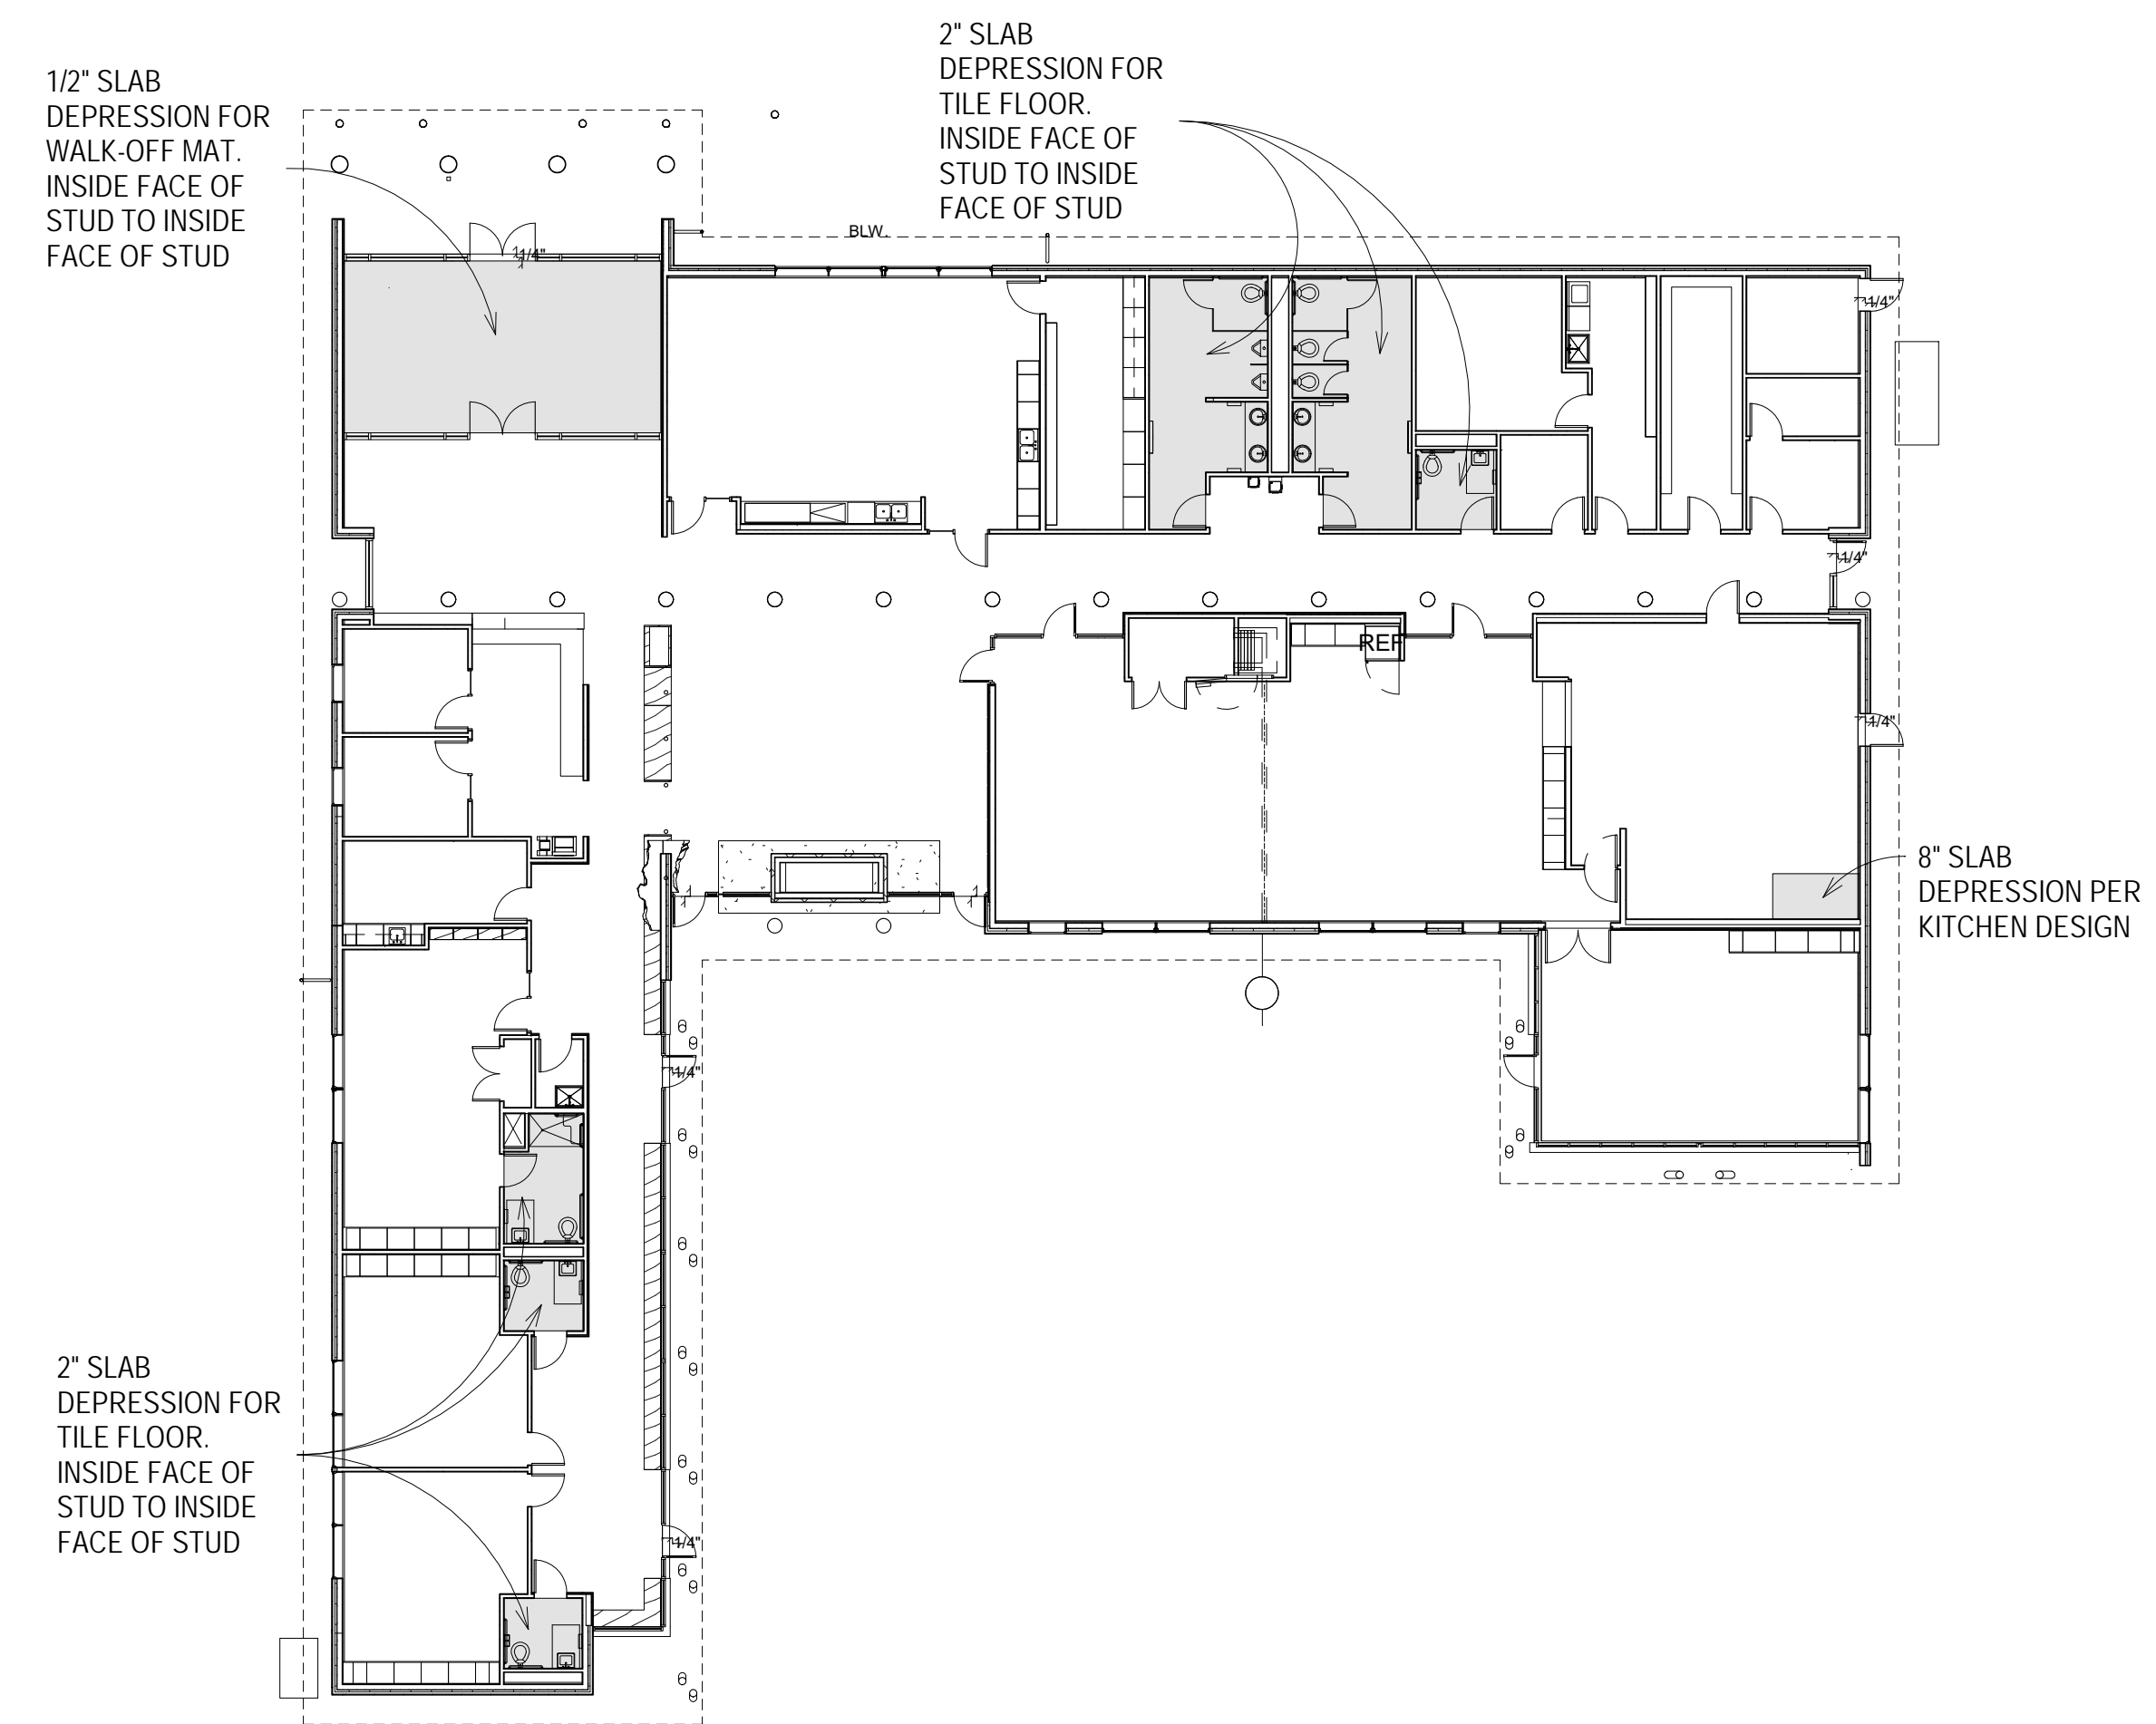 2" SLAB
DEPRESSION FOR
TILE FLOOR.
INSIDE FACE OF
STUD TO INSIDE
FACE OF STUD
1/2" SLAB
DEPRESSION FOR
WALK-OFF MAT.
INSIDE FACE OF
STUD TO INSIDE
FACE OF STUD
BLW.
1/4"
1/4"
1/4"
REF
1/4"
8" SLAB
DEPRESSION PER
KITCHEN DESIGN
1/4"
2" SLAB
DEPRESSION FOR
TILE FLOOR.
INSIDE FACE OF
STUD TO INSIDE
FACE OF STUD
1/4"